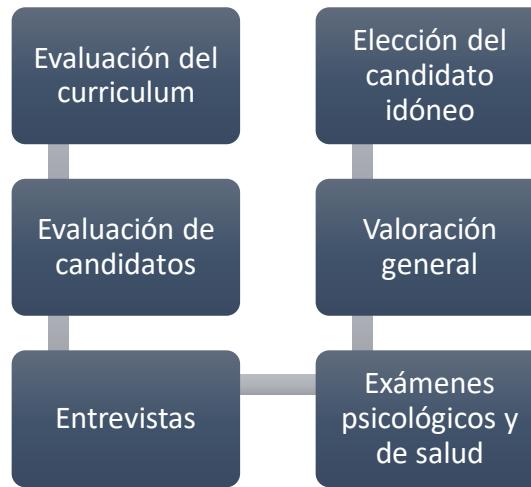 Evaluación del
curriculum
Evaluación de
candidatos
Entrevistas
Exámenes
psicológicos y
de salud
Valoración
general
Elección del
candidato
idóneo